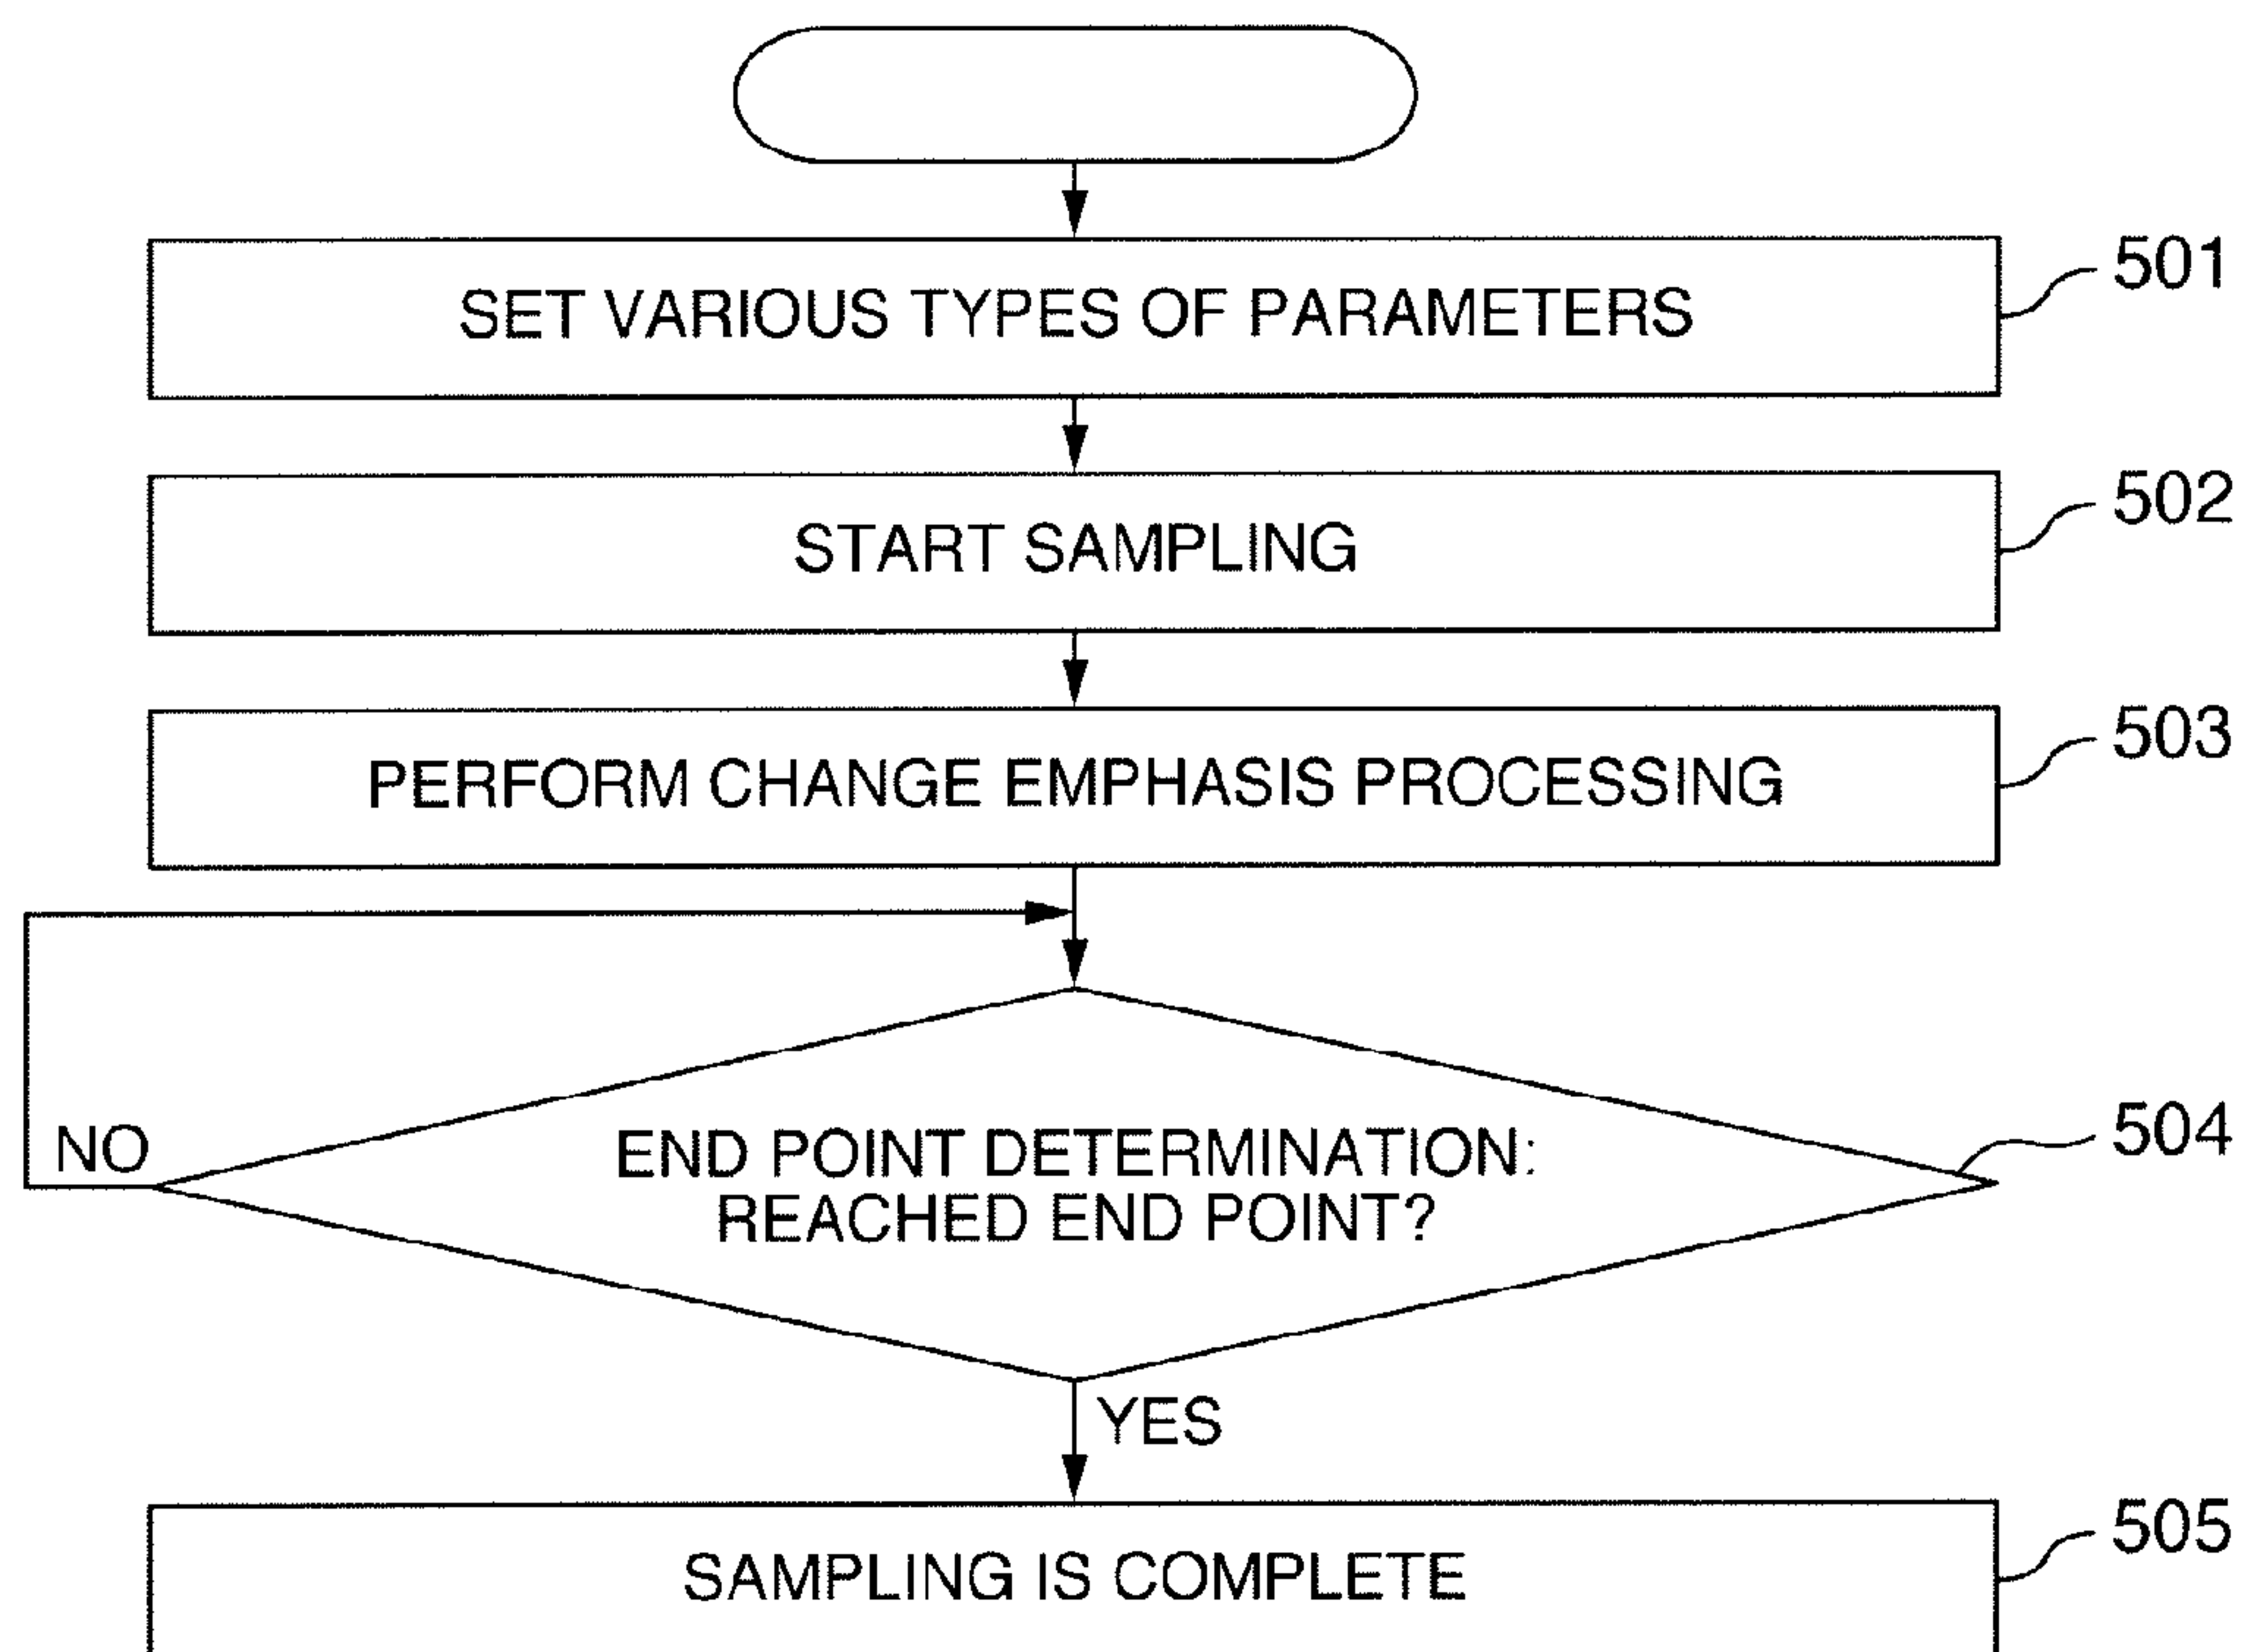 SET VARIOUS TYPES OF PARAMETERS
501
START SAMPLING
502
PERFORM CHANGE EMPHASIS PROCESSING
503
NO
END POINT DETERMINATION:
REACHED END POINT?
504
YES
SAMPLING IS COMPLETE
505